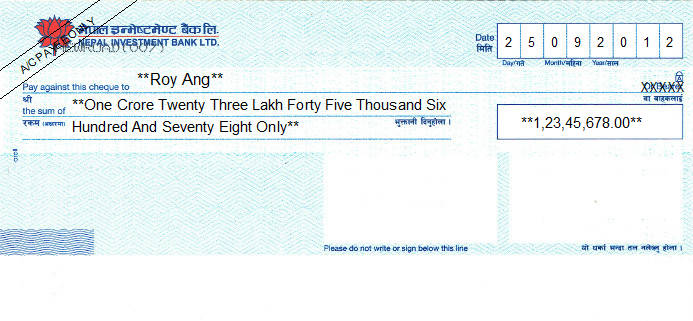 A/C PAYEE ONLY
नेपाल इन्भेष्टमेण्ट बैंक लि.
NEPAL INVESTMENT BANK LTD.
Date
मिति
2 5 0 9 2 0 1 2
Day/गते Month/महिना Year/साल
Pay against this cheque to **Roy Ang**
XXXXX
श्री
वा वाहकलाई
the sum of **One Crore Twenty Three Lakh Forty Five Thousand Six
रकम (अक्षरमा) Hundred And Seventy Eight Only** भुक्तानी दिनुहोला ।
**1,23,45,678.00**
Please do not write or sign below this line
यो धर्का भन्दा तल नलेख्नु होला ।